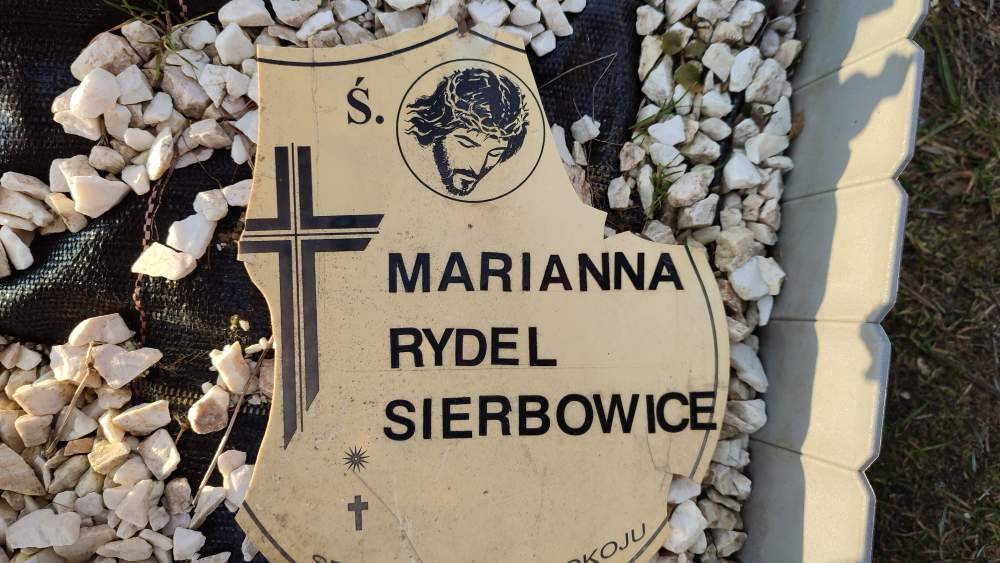 Ś.
MARIANNA
RYDEL
SIERBOWICE